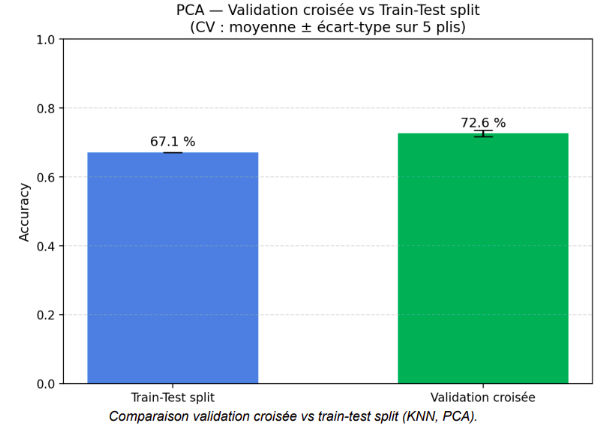 PCA — Validation croisée vs Train-Test split
(CV : moyenne ± écart-type sur 5 plis)
1.0
0.8
0.6
0.4
0.2
0.0
Accuracy
67.1 %
72.6 %
Train-Test split
Validation croisée
Comparaison validation croisée vs train-test split (KNN, PCA).